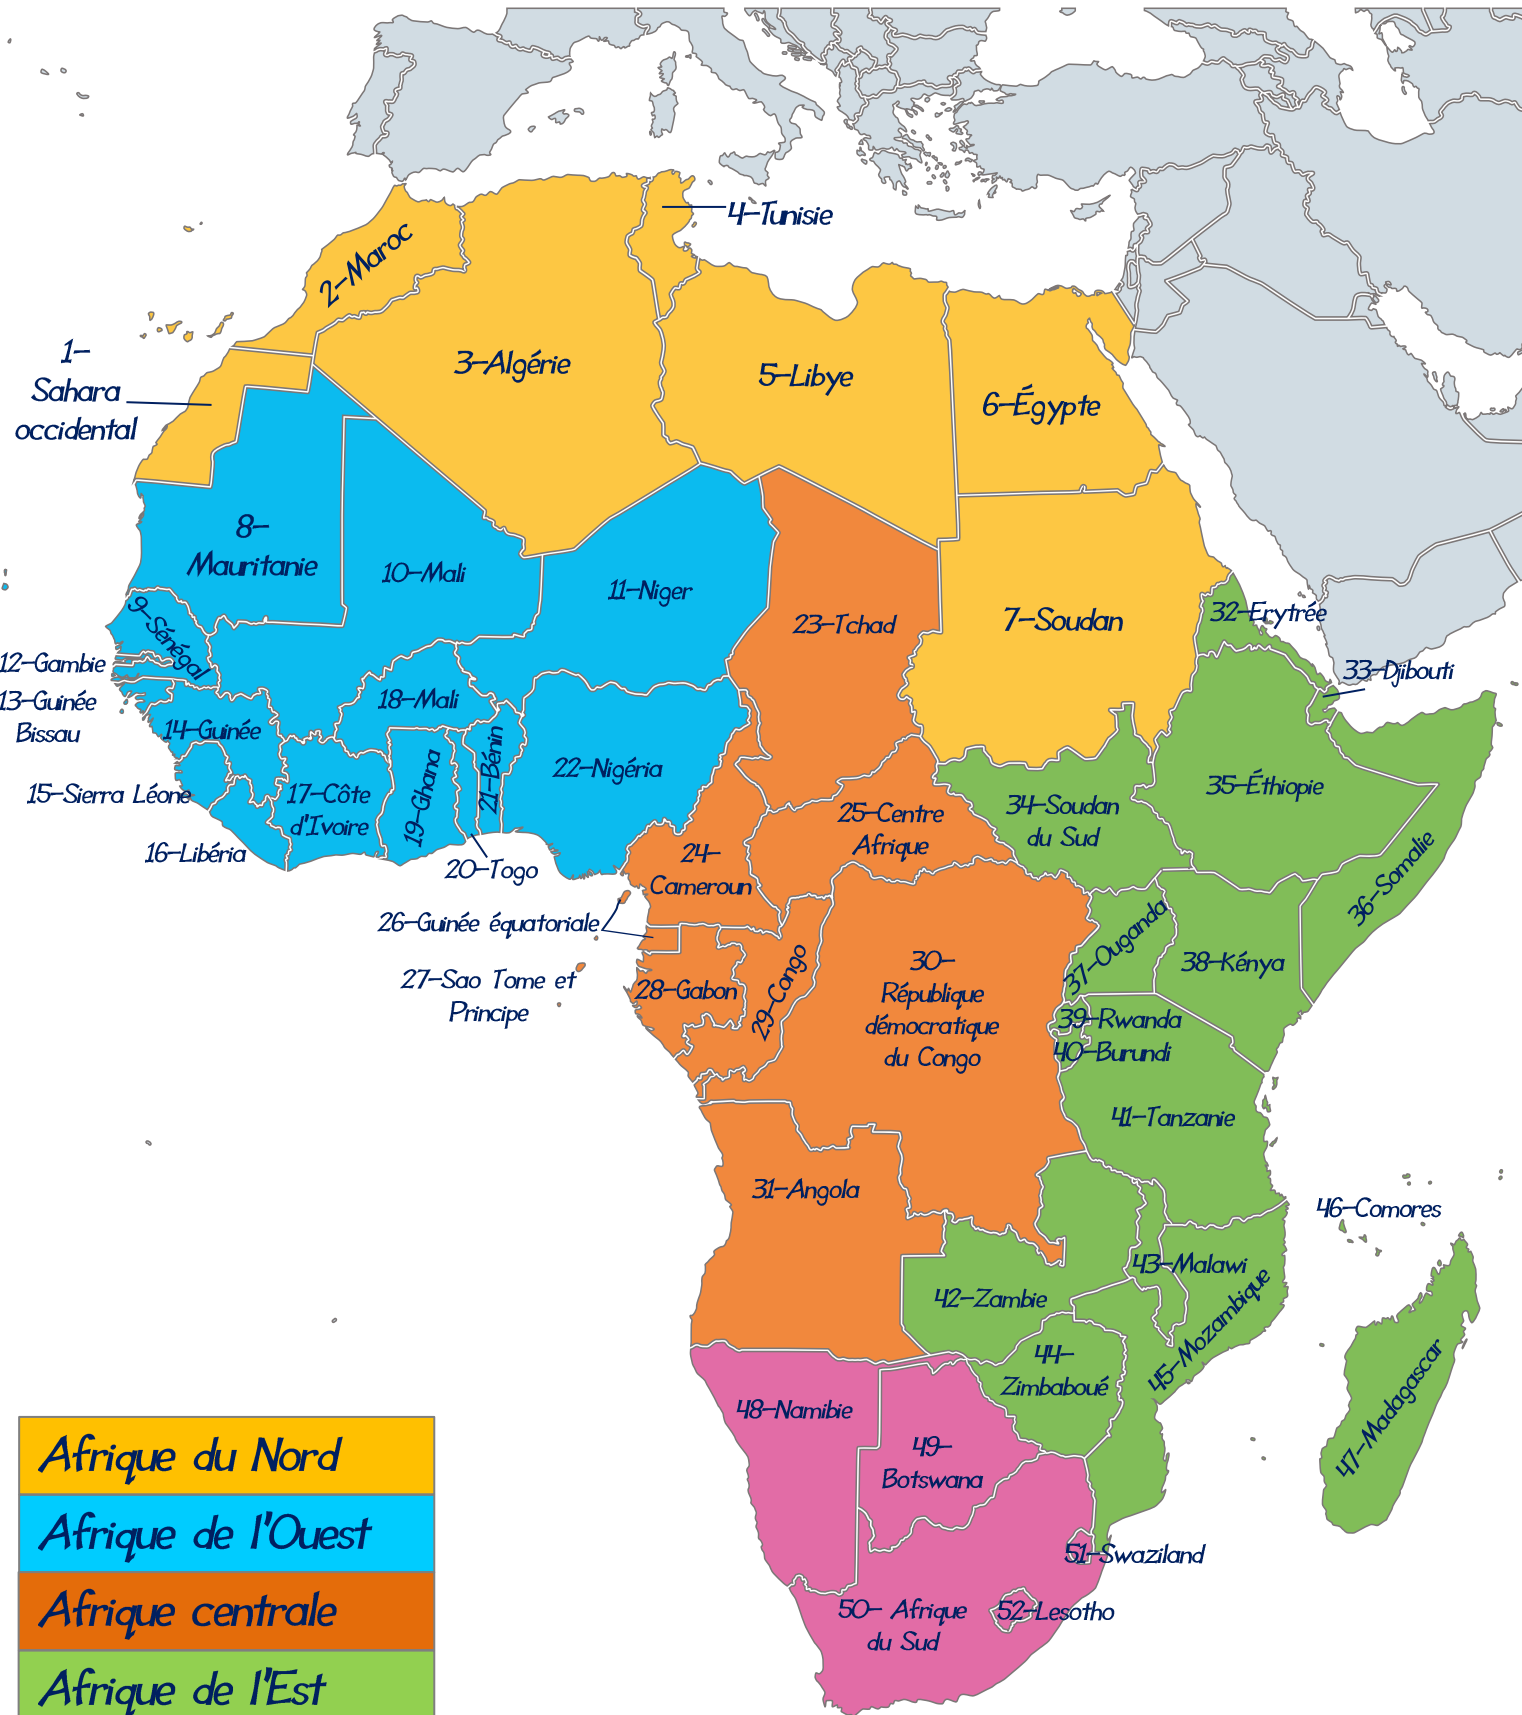 4-Tunisie
2-Maroc
1-
Sahara
occidental
3-Algérie
5-Libye
6-Égypte
8-
Mauritanie
10-Mali
11-Niger
23-Tchad
7-Soudan
32-Erytrée
9-Sénégal
12-Gambie
33-Djibouti
13-Guinée
Bissau
18-Mali
14-Guinée
15-Sierra Léone
17-Côte
d'Ivoire
19-Ghana
21-Bénin
22-Nigéria
35-Éthiopie
34-Soudan
du Sud
25-Centre
Afrique
16-Libéria
20-Togo
24-
Cameroun
36-Somalie
26-Guinée équatoriale
37-Ouganda
38-Kénya
27-Sao Tome et
Principe
28-Gabon
29-Congo
30-
République
démocratique
du Congo
39-Rwanda
40-Burundi
41-Tanzanie
31-Angola
46-Comores
43-Malawi
42-Zambie
45-Mozambique
44-
Zimbaboué
47-Madagascar
48-Namibie
49-
Botswana
51-Swaziland
50- Afrique
du Sud
52-Lesotho
Afrique du Nord
Afrique de l'Ouest
Afrique centrale
Afrique de l'Est